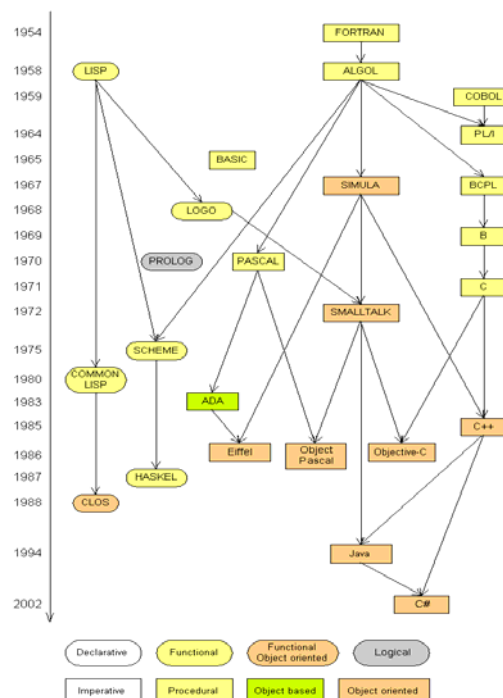 1954
FORTRAN
1958
LISP
ALGOL
1959
COBOL
1964
PL/I
1965
BASIC
1967
SIMULA
BCPL
1968
LOGO
1969
B
1970
PROLOG
PASCAL
1971
C
1972
SMALLTALK
1975
SCHEME
1980
COMMON
LISP
1983
ADA
1985
C++
1986
Eiffel
Object
Pascal
Objective-C
1987
HASKEL
1988
CLOS
1994
Java
2002
C#
Declarative
Functional
Functional
Object oriented
Logical
Imperative
Procedural
Object based
Object oriented